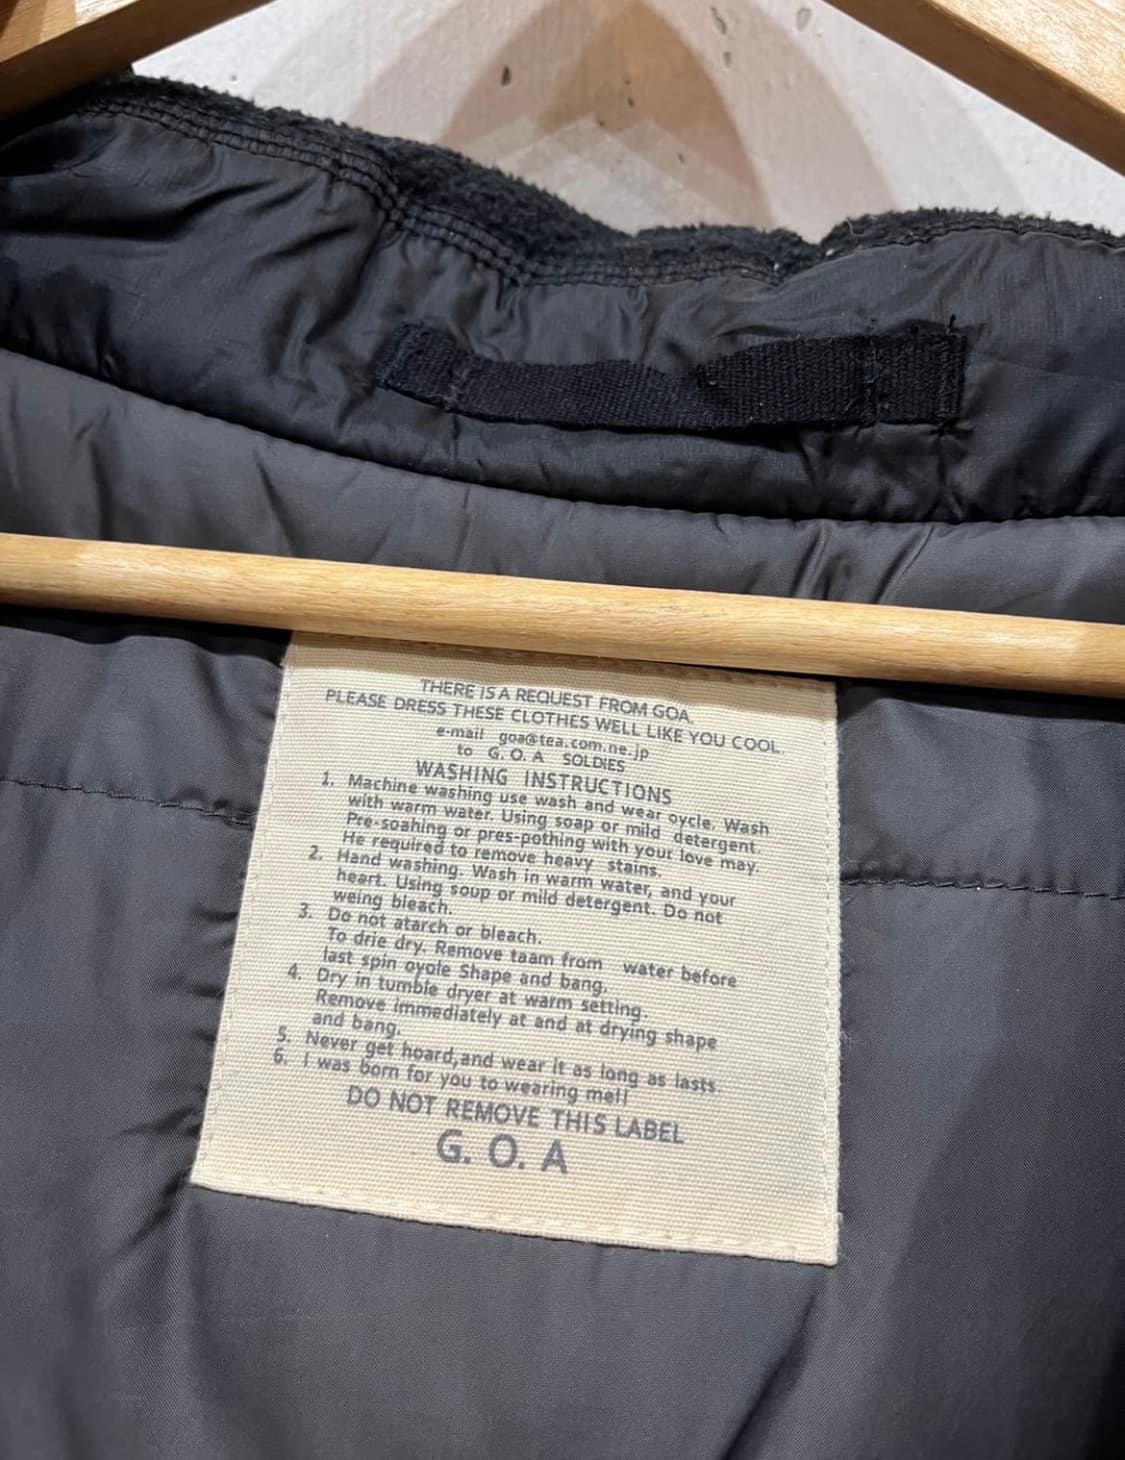 THERE IS A REQUEST FROM GOA.
PLEASE DRESS THESE CLOTHES WELL LIKE YOU COOL.
e-mail goa@tea.com.ne.jp
to G. O. A SOLDIES
WASHING INSTRUCTIONS
1. Machine washing use wash and wear oycle. Wash
with warm water. Using soap or mild detergent
Pre-soahing or pres-pothing with your love may.
He required to remove heavy stains.
2. Hand washing. Wash in warm water, and your
heart. Using soup or mild detergent. Do not
weing bleach.
3. Do not atarch or bleach.
To drie dry. Remove taam from water before
last spin oyole Shape and bang.
4. Dry in tumble dryer at warm setting.
Remove immediately at and at drying shape
and bang.
5. Never get hoard,and wear it as long as lasts.
6. I was born for you to wearing me!!
DO NOT REMOVE THIS LABEL
G. O. A